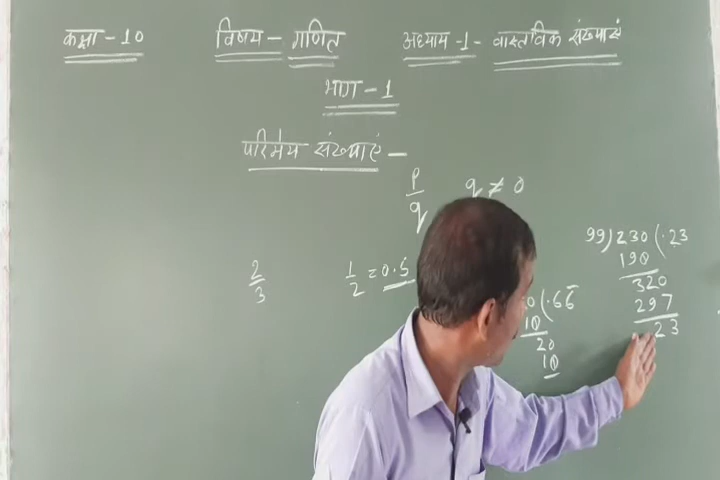 कक्षा - 10 विषय - गणित अध्याय -1- वास्तविक संख्याएं
भाग - 1
परिमेय संख्याएं -
p/q q ≠ 0
2/3 1/2 = 0.5
0(.66
10
20
10
99)230(.23
190
320
297
23